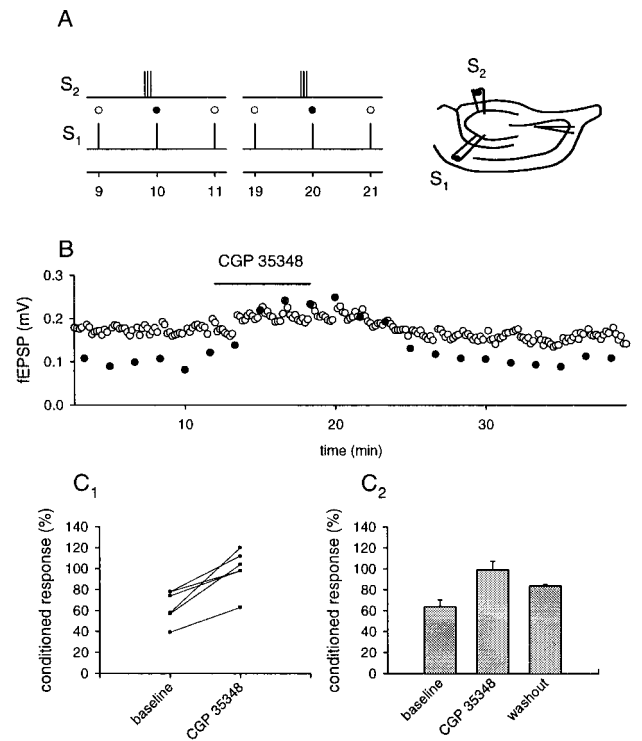 A
S2
S1
9 10 11 19 20 21
S2
S1
B
CGP 35348
fEPSP (mV)
0.3
0.2
0.1
0.0
10 20 30
time (min)
C1
conditioned response (%)
140
120
100
80
60
40
20
0
baseline
CGP 35348
C2
conditioned response (%)
140
120
100
80
60
40
20
0
baseline
CGP 35348
washout